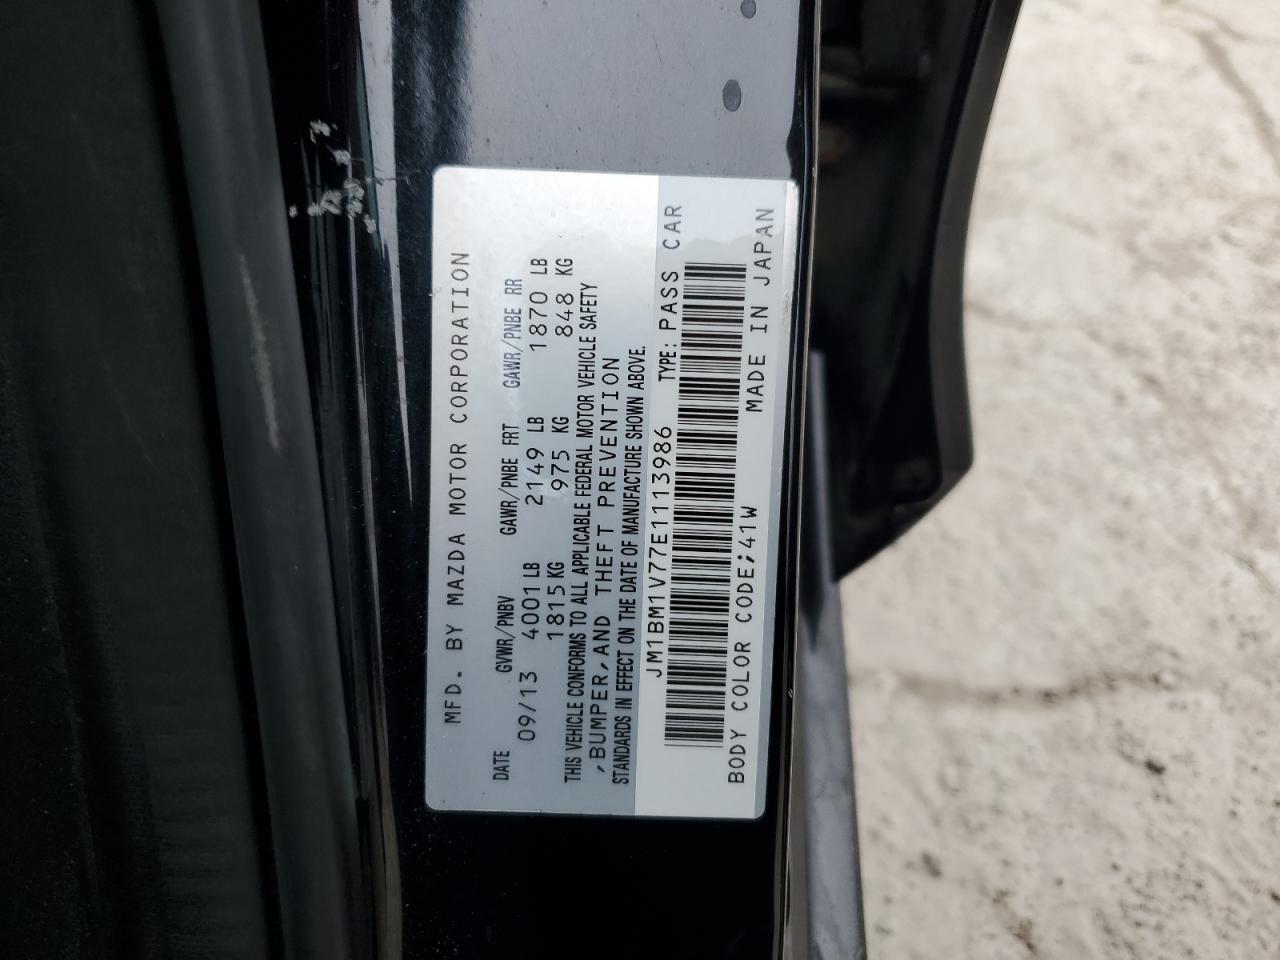 MFD. BY MAZDA MOTOR CORPORATION
DATE GVWR/PNBV GAWR/PNBE FRT GAWR/PNBE RR
09/13 4001 LB 2149 LB 1870 LB
1815 KG 975 KG 848 KG
THIS VEHICLE CONFORMS TO ALL APPLICABLE FEDERAL MOTOR VEHICLE SAFETY
,BUMPER,AND THEFT PREVENTION
STANDARDS IN EFFECT ON THE DATE OF MANUFACTURE SHOWN ABOVE.
JM1BM1V77E1113986 TYPE: PASS CAR
BODY COLOR CODE;41W MADE IN JAPAN